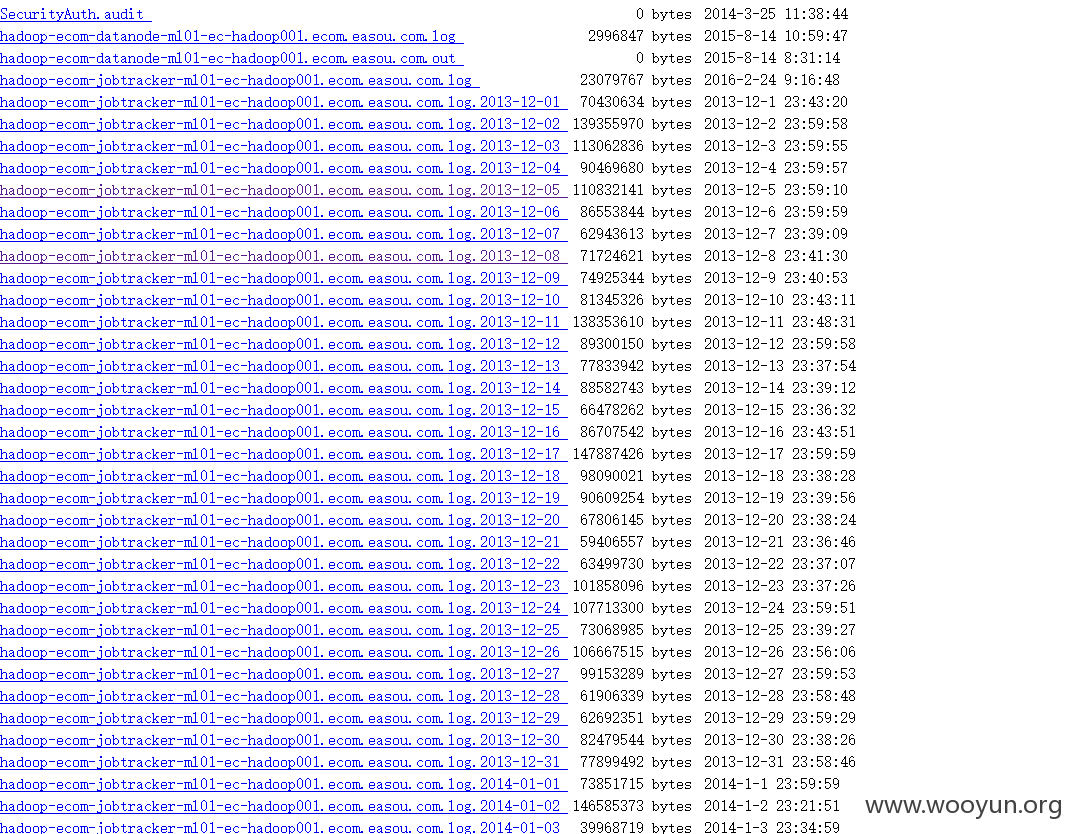 SecurityAuth.audit 0 bytes 2014-3-25 11:38:44
hadoop-ecom-datanode-ml01-ec-hadoop001.ecom.easou.com.log 2996847 bytes 2015-8-14 10:59:47
hadoop-ecom-datanode-ml01-ec-hadoop001.ecom.easou.com.out 0 bytes 2015-8-14 8:31:14
hadoop-ecom-jobtracker-ml01-ec-hadoop001.ecom.easou.com.log 23079767 bytes 2016-2-24 9:16:48
hadoop-ecom-jobtracker-ml01-ec-hadoop001.ecom.easou.com.log.2013-12-01 70430634 bytes 2013-12-1 23:43:20
hadoop-ecom-jobtracker-ml01-ec-hadoop001.ecom.easou.com.log.2013-12-02 139355970 bytes 2013-12-2 23:59:58
hadoop-ecom-jobtracker-ml01-ec-hadoop001.ecom.easou.com.log.2013-12-03 113062836 bytes 2013-12-3 23:59:55
hadoop-ecom-jobtracker-ml01-ec-hadoop001.ecom.easou.com.log.2013-12-04 90469680 bytes 2013-12-4 23:59:57
hadoop-ecom-jobtracker-ml01-ec-hadoop001.ecom.easou.com.log.2013-12-05 110832141 bytes 2013-12-5 23:59:10
hadoop-ecom-jobtracker-ml01-ec-hadoop001.ecom.easou.com.log.2013-12-06 86553844 bytes 2013-12-6 23:59:59
hadoop-ecom-jobtracker-ml01-ec-hadoop001.ecom.easou.com.log.2013-12-07 62943613 bytes 2013-12-7 23:39:09
hadoop-ecom-jobtracker-ml01-ec-hadoop001.ecom.easou.com.log.2013-12-08 71724621 bytes 2013-12-8 23:41:30
hadoop-ecom-jobtracker-ml01-ec-hadoop001.ecom.easou.com.log.2013-12-09 74925344 bytes 2013-12-9 23:40:53
hadoop-ecom-jobtracker-ml01-ec-hadoop001.ecom.easou.com.log.2013-12-10 81345326 bytes 2013-12-10 23:43:11
hadoop-ecom-jobtracker-ml01-ec-hadoop001.ecom.easou.com.log.2013-12-11 138353610 bytes 2013-12-11 23:48:31
hadoop-ecom-jobtracker-ml01-ec-hadoop001.ecom.easou.com.log.2013-12-12 89300150 bytes 2013-12-12 23:59:58
hadoop-ecom-jobtracker-ml01-ec-hadoop001.ecom.easou.com.log.2013-12-13 77833942 bytes 2013-12-13 23:37:54
hadoop-ecom-jobtracker-ml01-ec-hadoop001.ecom.easou.com.log.2013-12-14 88582743 bytes 2013-12-14 23:39:12
hadoop-ecom-jobtracker-ml01-ec-hadoop001.ecom.easou.com.log.2013-12-15 66478262 bytes 2013-12-15 23:36:32
hadoop-ecom-jobtracker-ml01-ec-hadoop001.ecom.easou.com.log.2013-12-16 86707542 bytes 2013-12-16 23:43:51
hadoop-ecom-jobtracker-ml01-ec-hadoop001.ecom.easou.com.log.2013-12-17 147887426 bytes 2013-12-17 23:59:59
hadoop-ecom-jobtracker-ml01-ec-hadoop001.ecom.easou.com.log.2013-12-18 98090021 bytes 2013-12-18 23:38:28
hadoop-ecom-jobtracker-ml01-ec-hadoop001.ecom.easou.com.log.2013-12-19 90609254 bytes 2013-12-19 23:39:56
hadoop-ecom-jobtracker-ml01-ec-hadoop001.ecom.easou.com.log.2013-12-20 67806145 bytes 2013-12-20 23:38:24
hadoop-ecom-jobtracker-ml01-ec-hadoop001.ecom.easou.com.log.2013-12-21 59406557 bytes 2013-12-21 23:36:46
hadoop-ecom-jobtracker-ml01-ec-hadoop001.ecom.easou.com.log.2013-12-22 63499730 bytes 2013-12-22 23:37:07
hadoop-ecom-jobtracker-ml01-ec-hadoop001.ecom.easou.com.log.2013-12-23 101858096 bytes 2013-12-23 23:37:26
hadoop-ecom-jobtracker-ml01-ec-hadoop001.ecom.easou.com.log.2013-12-24 107713300 bytes 2013-12-24 23:59:51
hadoop-ecom-jobtracker-ml01-ec-hadoop001.ecom.easou.com.log.2013-12-25 73068985 bytes 2013-12-25 23:39:27
hadoop-ecom-jobtracker-ml01-ec-hadoop001.ecom.easou.com.log.2013-12-26 106667515 bytes 2013-12-26 23:56:06
hadoop-ecom-jobtracker-ml01-ec-hadoop001.ecom.easou.com.log.2013-12-27 99153289 bytes 2013-12-27 23:59:53
hadoop-ecom-jobtracker-ml01-ec-hadoop001.ecom.easou.com.log.2013-12-28 61906339 bytes 2013-12-28 23:58:48
hadoop-ecom-jobtracker-ml01-ec-hadoop001.ecom.easou.com.log.2013-12-29 62692351 bytes 2013-12-29 23:59:29
hadoop-ecom-jobtracker-ml01-ec-hadoop001.ecom.easou.com.log.2013-12-30 82479544 bytes 2013-12-30 23:38:26
hadoop-ecom-jobtracker-ml01-ec-hadoop001.ecom.easou.com.log.2013-12-31 77899492 bytes 2013-12-31 23:58:46
hadoop-ecom-jobtracker-ml01-ec-hadoop001.ecom.easou.com.log.2014-01-01 73851715 bytes 2014-1-1 23:59:59
hadoop-ecom-jobtracker-ml01-ec-hadoop001.ecom.easou.com.log.2014-01-02 146585373 bytes 2014-1-2 23:21:51
www.wooyun.org
hadoop-ecom-jobtracker-ml01-ec-hadoop001.ecom.easou.com.log.2014-01-03 39968719 bytes 2014-1-3 23:34:59